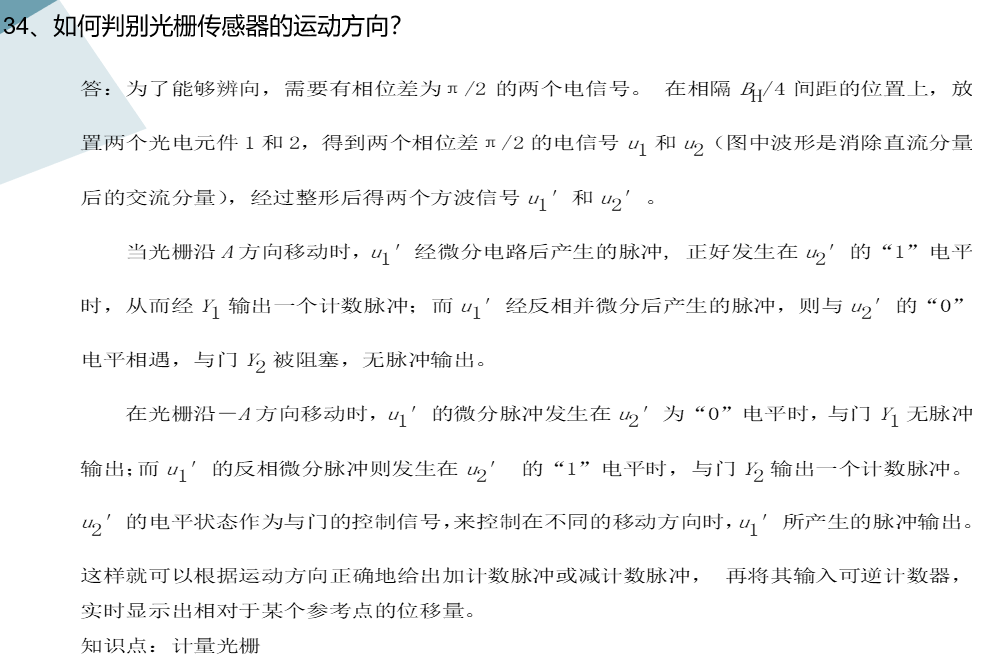 34、如何判别光栅传感器的运动方向？
答：为了能够辨向，需要有相位差为π/2 的两个电信号。 在相隔 BH/4 间距的位置上，放
置两个光电元件 1 和 2，得到两个相位差π/2 的电信号 u1 和 u2（图中波形是消除直流分量
后的交流分量），经过整形后得两个方波信号 u1′和 u2′。
当光栅沿 A 方向移动时，u1′经微分电路后产生的脉冲, 正好发生在 u2′的“1”电平
时，从而经 Y1 输出一个计数脉冲；而 u1′经反相并微分后产生的脉冲，则与 u2′的“0”
电平相遇，与门 Y2 被阻塞，无脉冲输出。
在光栅沿－A 方向移动时，u1′的微分脉冲发生在 u2′为“0”电平时，与门 Y1 无脉冲
输出；而 u1′的反相微分脉冲则发生在 u2′ 的“1”电平时，与门 Y2 输出一个计数脉冲。
u2′的电平状态作为与门的控制信号，来控制在不同的移动方向时，u1′所产生的脉冲输出。
这样就可以根据运动方向正确地给出加计数脉冲或减计数脉冲， 再将其输入可逆计数器，
实时显示出相对于某个参考点的位移量。
知识点：计量光栅